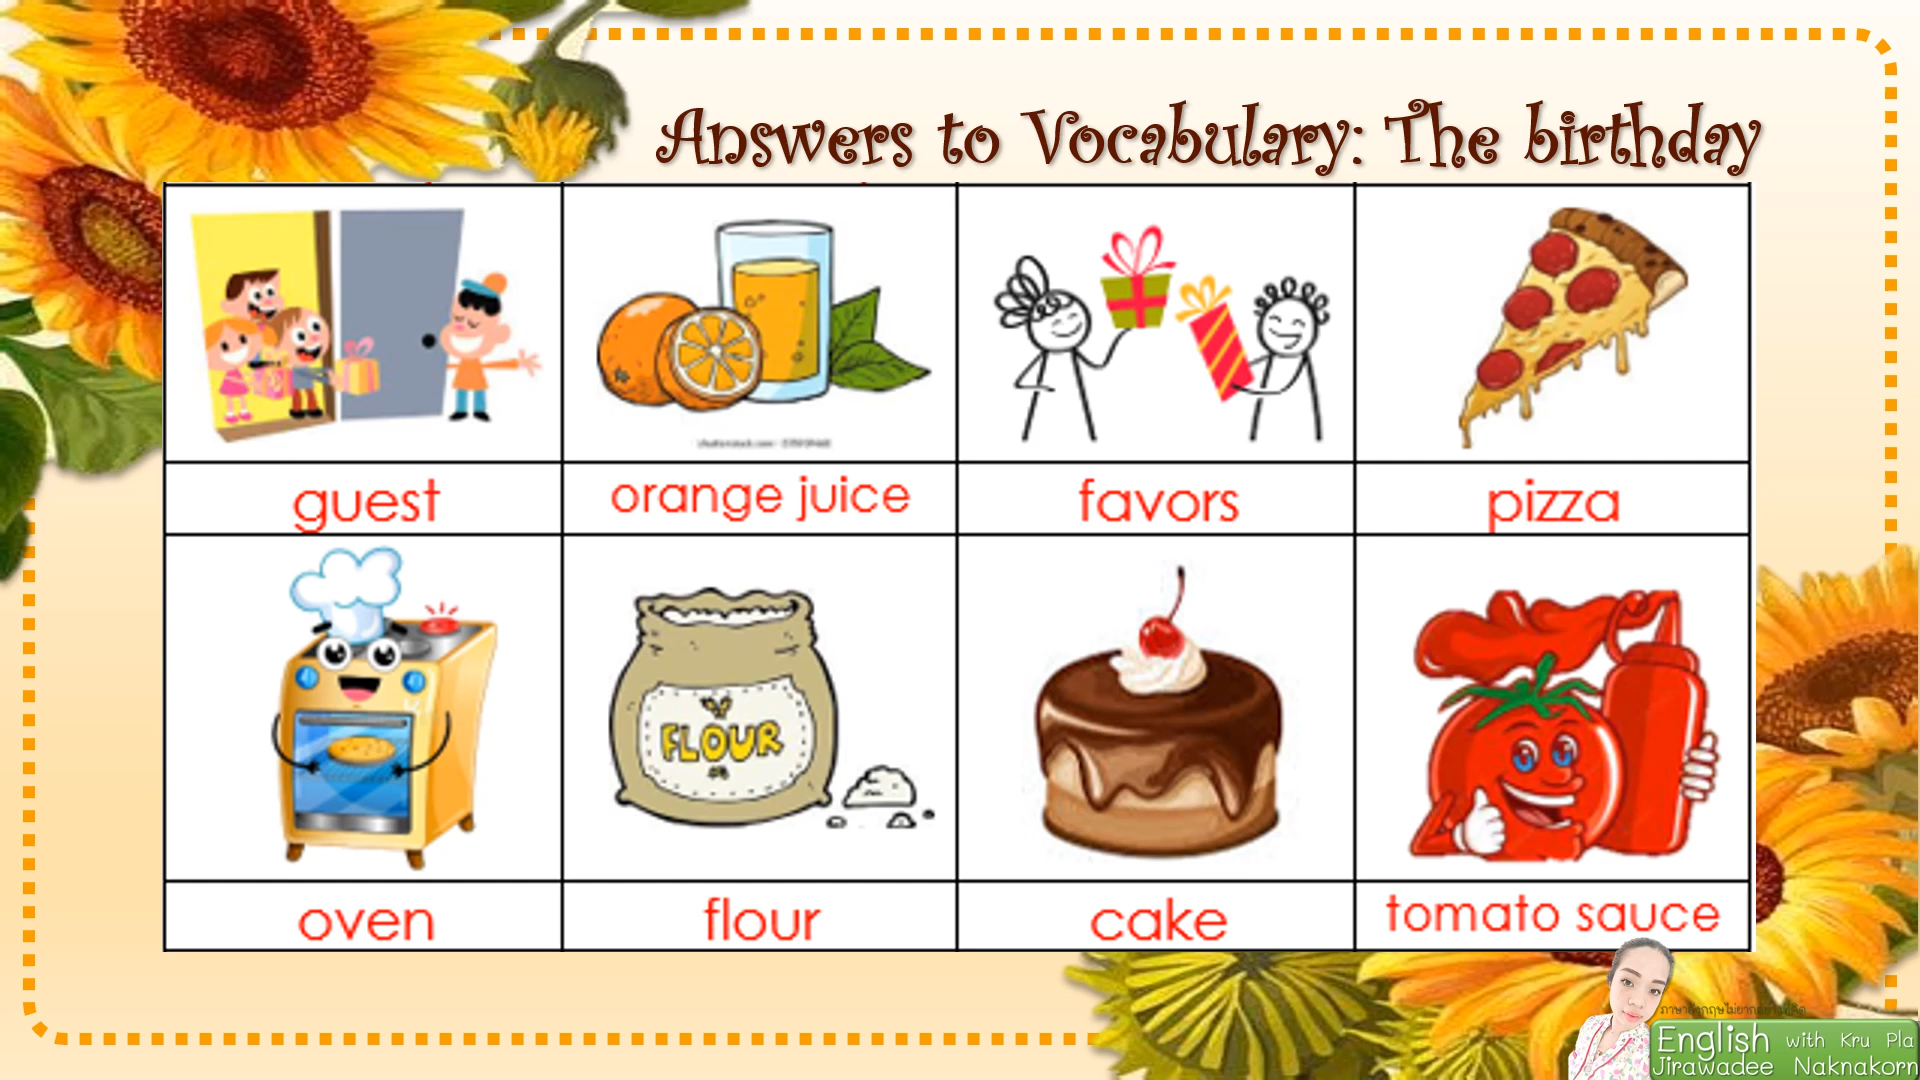 Answers to Vocabulary: The birthday
guest
orange juice
favors
pizza
FLOUR
oven
flour
cake
tomato sauce
English with Kru Pla
Jirawadee Naknakorn